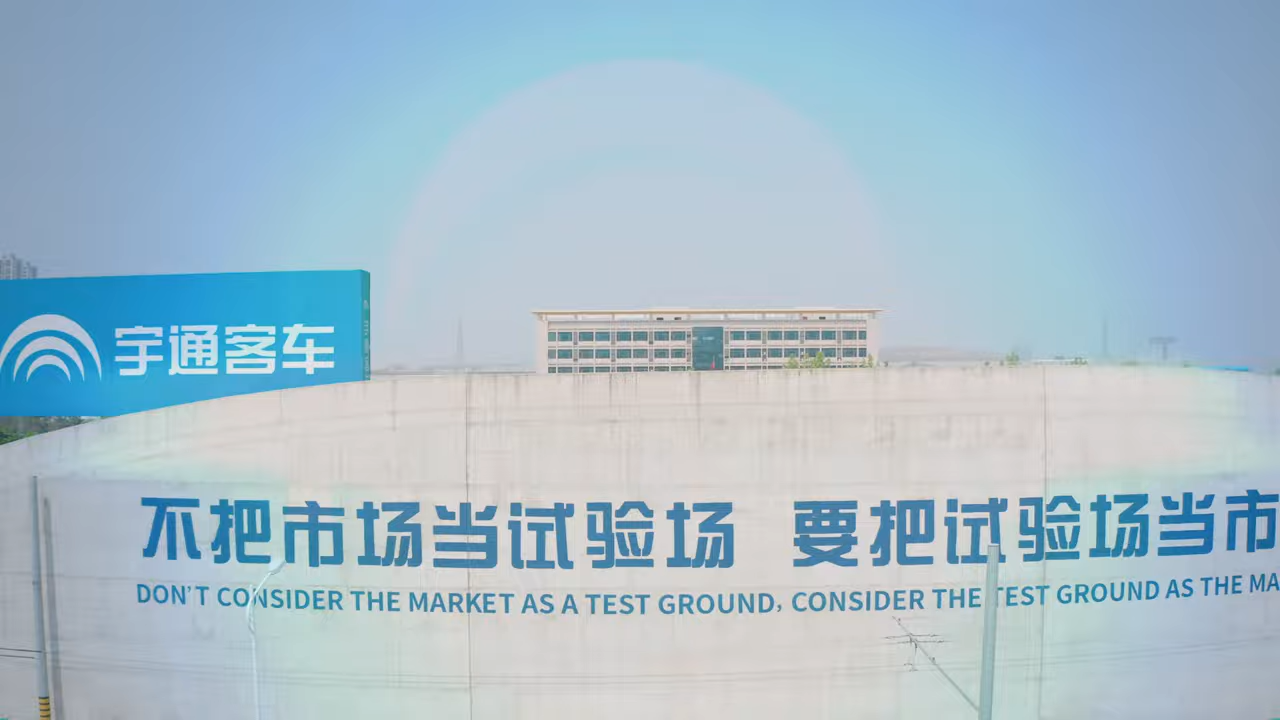 宇通客车
不把市场当试验场 要把试验场当市
DON'T CONSIDER THE MARKET AS A TEST GROUND, CONSIDER THE TEST GROUND AS THE MA